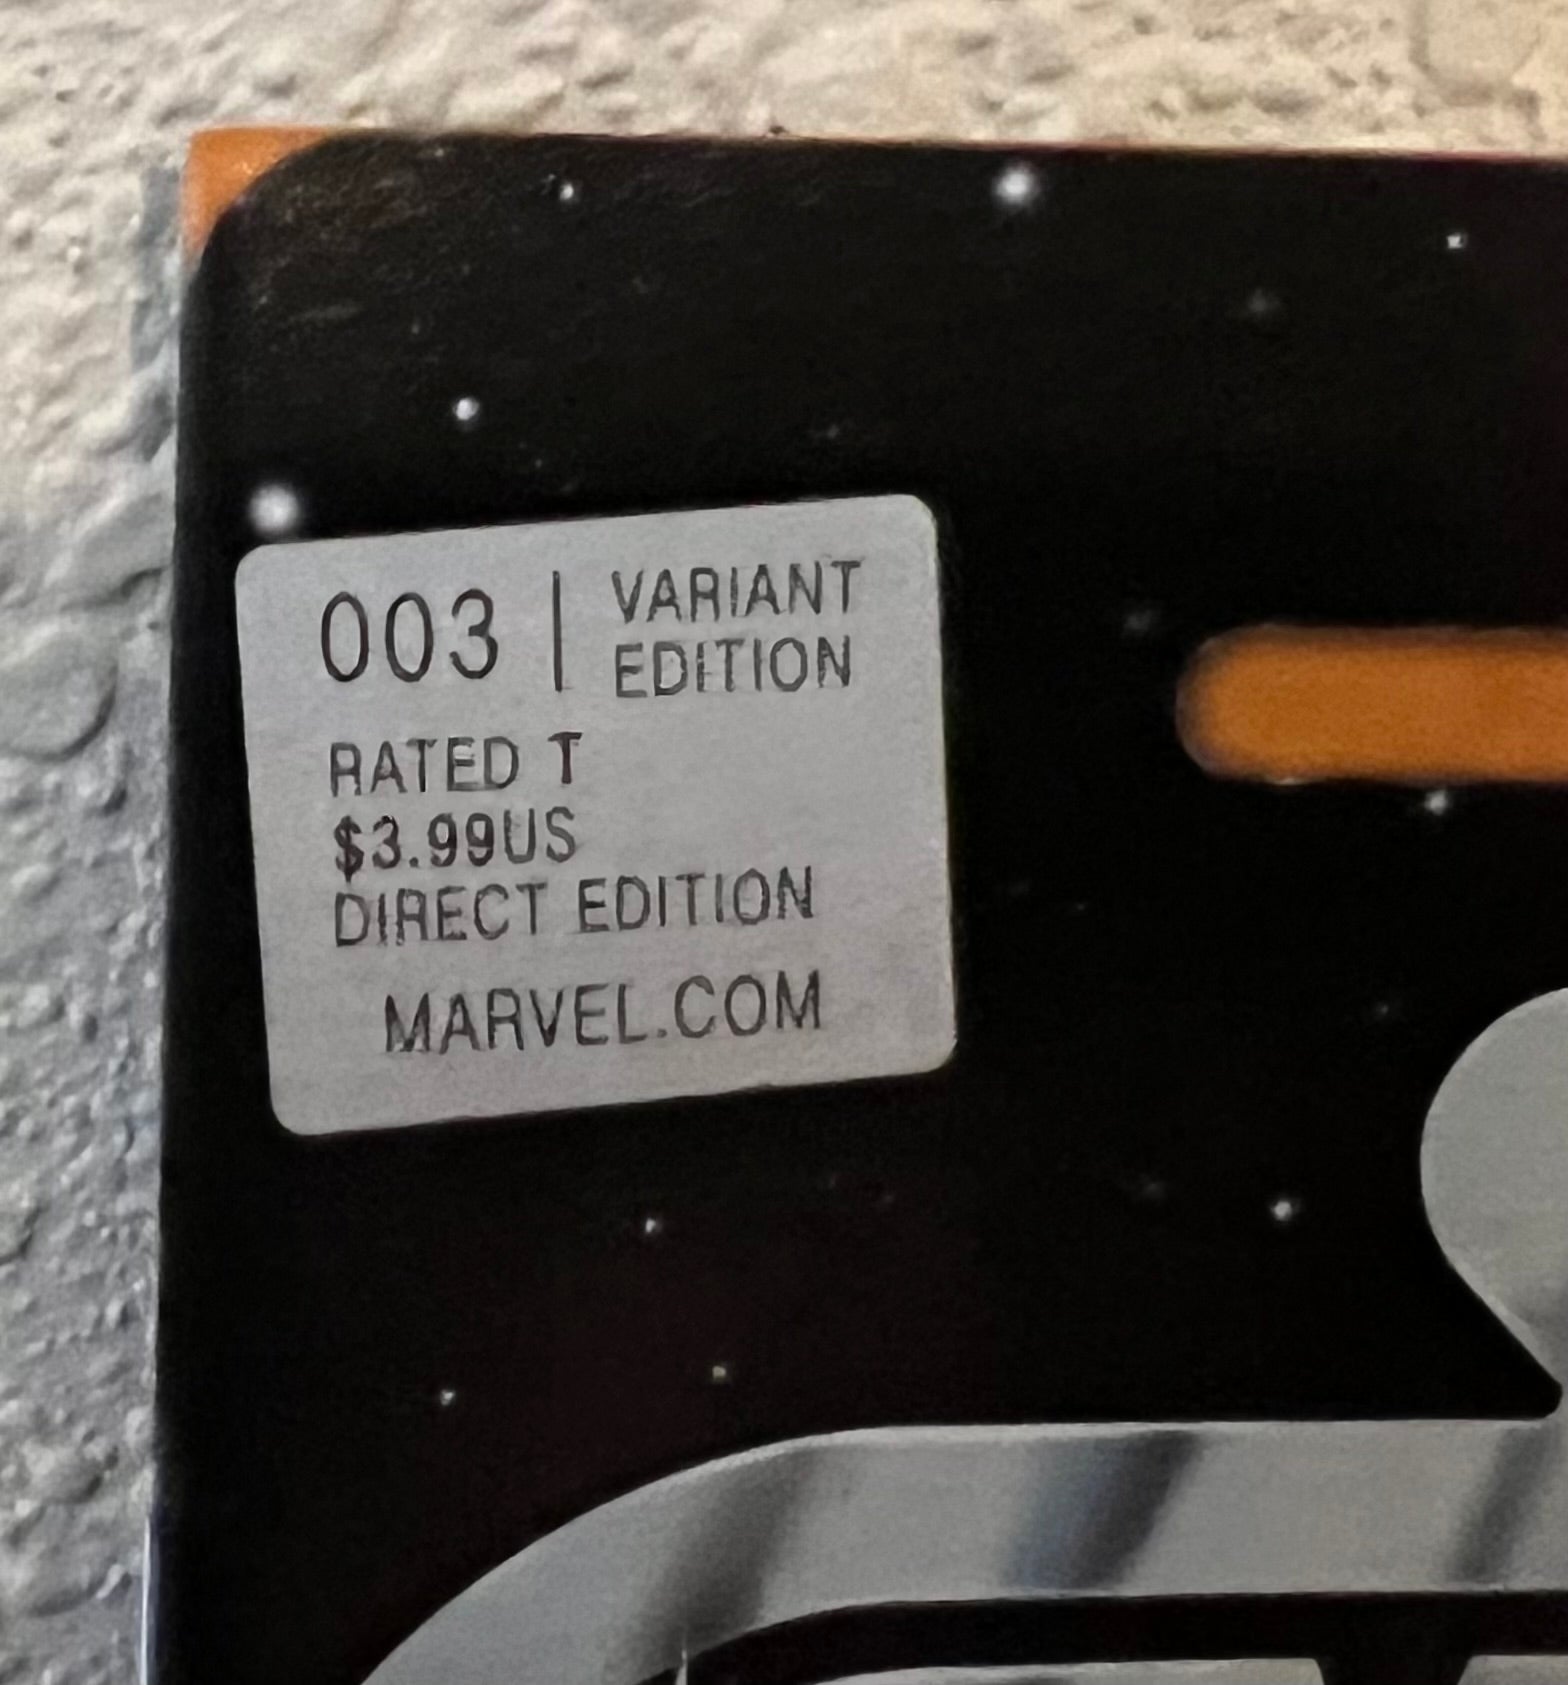 003 | VARIANT
EDITION
RATED T
$3.99US
DIRECT EDITION
MARVEL.COM